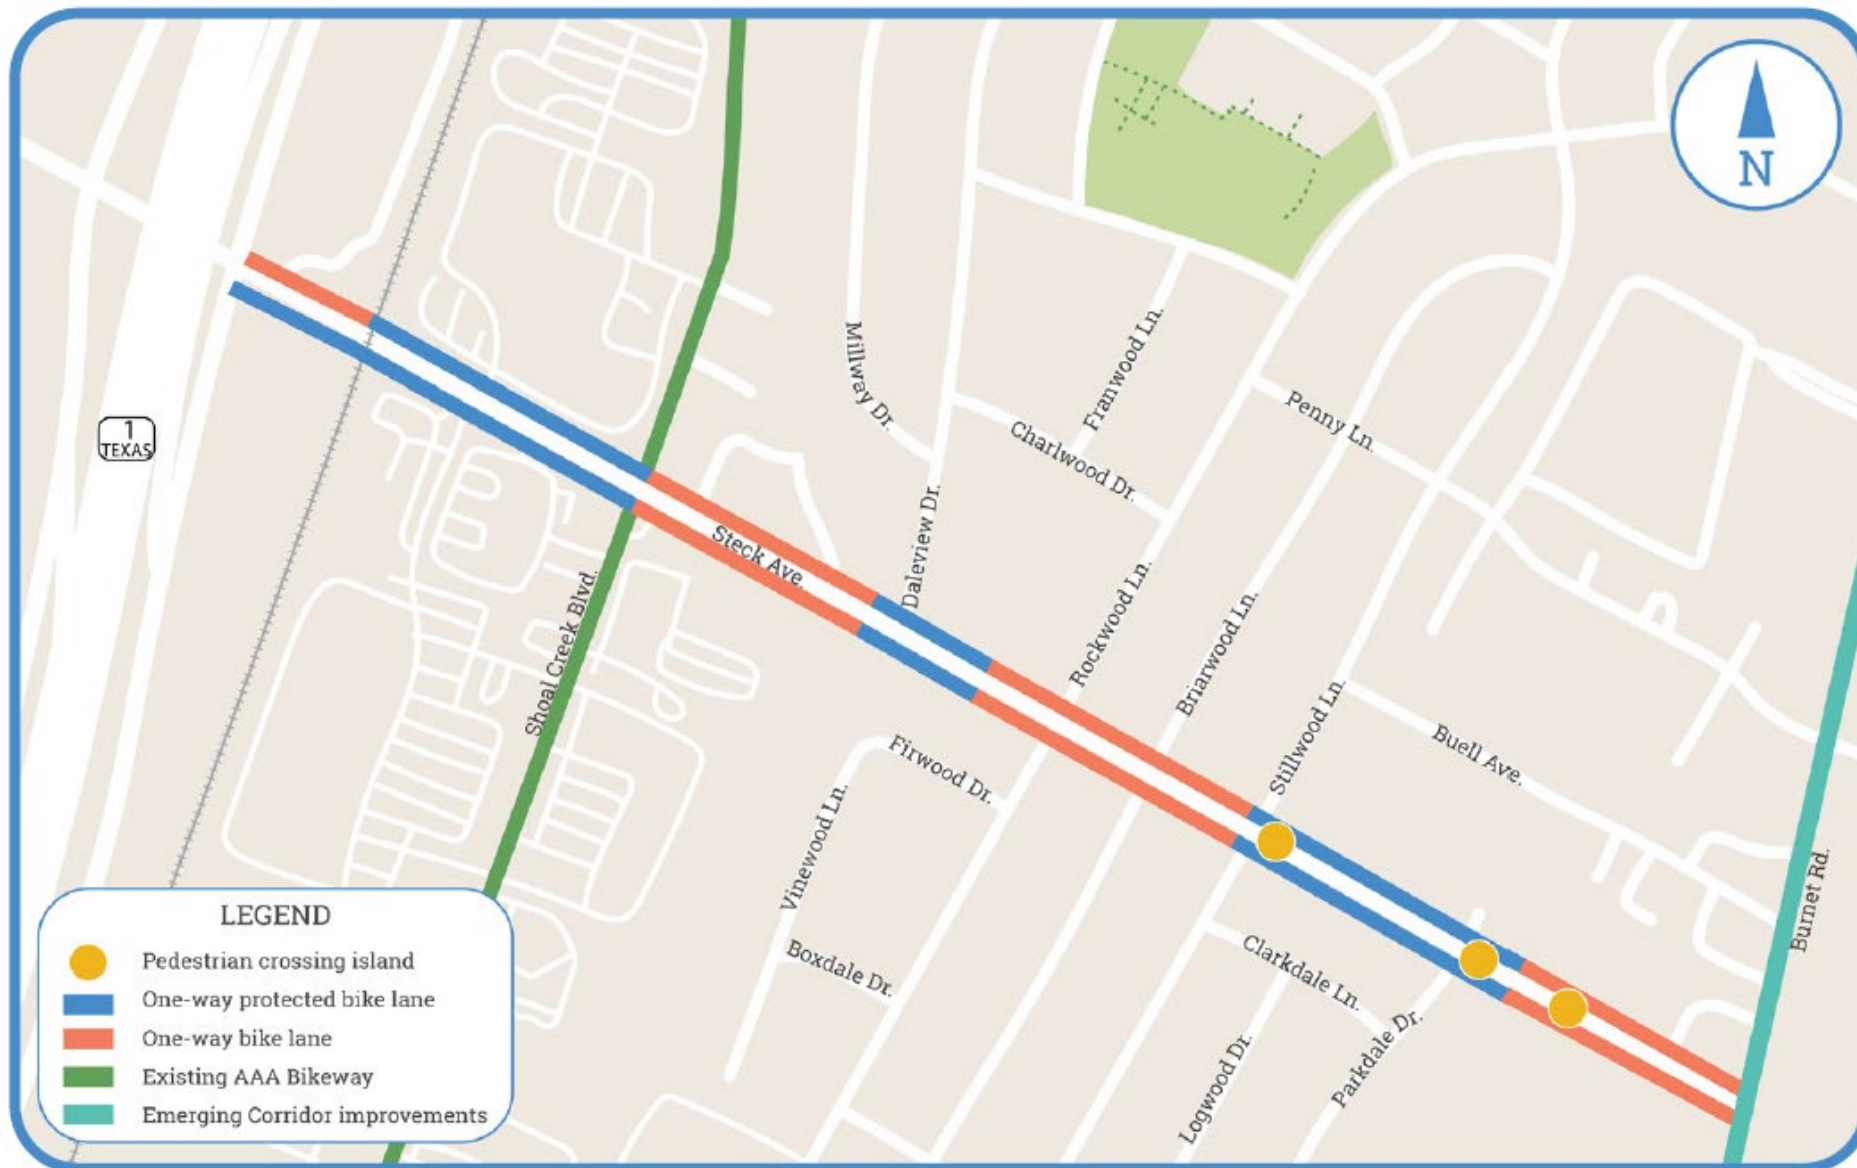 N
1
TEXAS
Millway Dr.
Franwood Ln.
Penny Ln.
Charlwood Dr.
Daleview Dr.
Steck Ave.
Shoal Creek Blvd.
Rockwood Ln.
Briarwood Ln.
Stillwood Ln.
Buell Ave.
Firwood Dr.
Vinewood Ln.
Boxdale Dr.
Clarkdale Ln.
Burnet Rd.
Parkdale Dr.
Logwood Dr.
LEGEND
Pedestrian crossing island
One-way protected bike lane
One-way bike lane
Existing AAA Bikeway
Emerging Corridor improvements